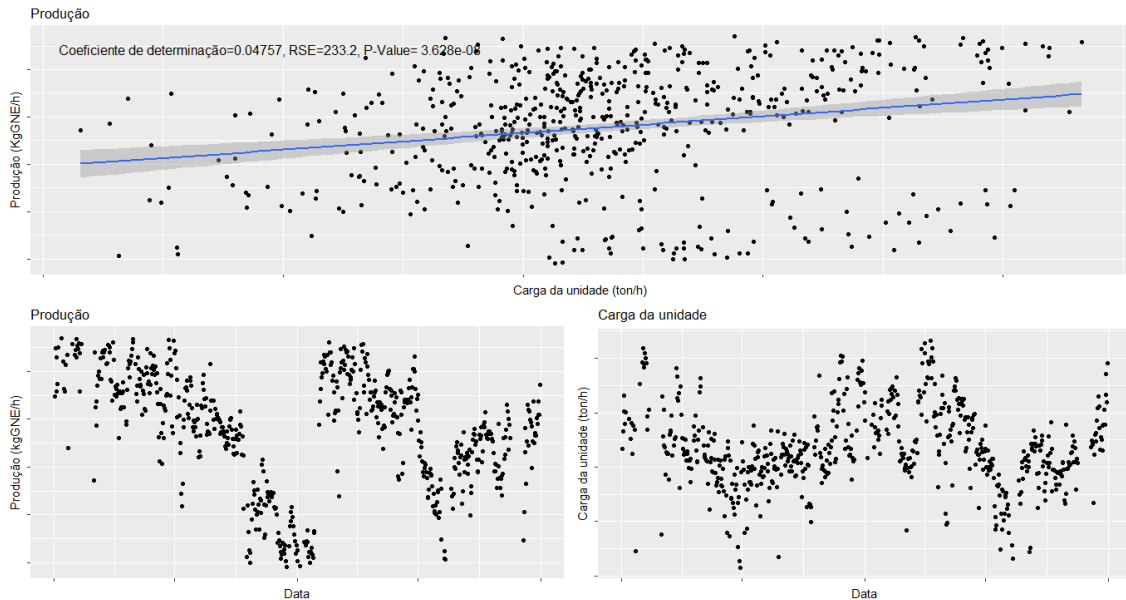 Produção
Coeficiente de determinação=0.04757, RSE=233.2, P-Value= 3.628e-08
Produção (KgGNE/h)
Carga da unidade (ton/h)
Produção
Produção (kgGNE/h)
Data
Carga da unidade
Carga da unidade (ton/h)
Data